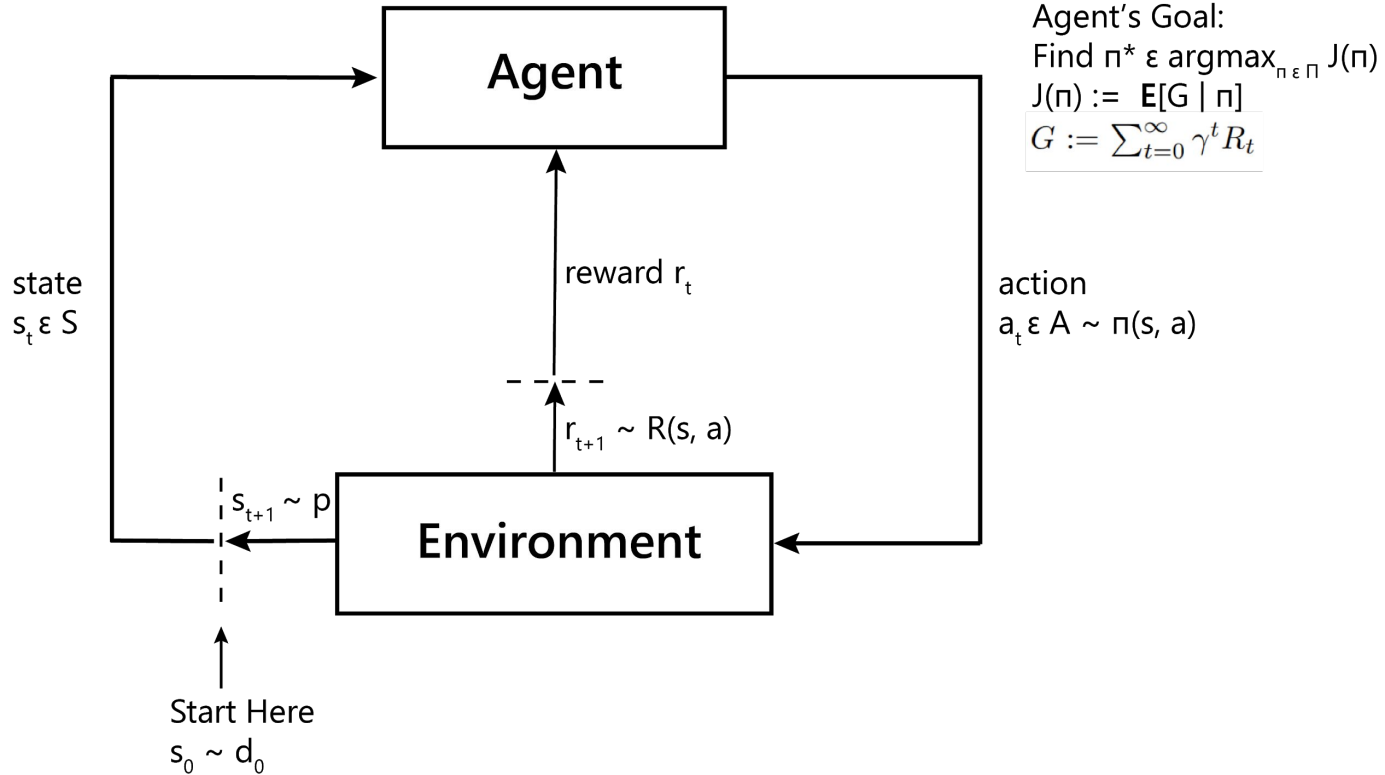 Agent's Goal:
Find π* ε argmax_π ε Π J(π)
J(π) := E[G | π]
G := ∑_{t=0}^{∞} γ^t R_t
Agent
state
s_t ε S
reward r_t
action
a_t ε A ~ π(s, a)
r_{t+1} ~ R(s, a)
s_{t+1} ~ p
Environment
Start Here
s_0 ~ d_0